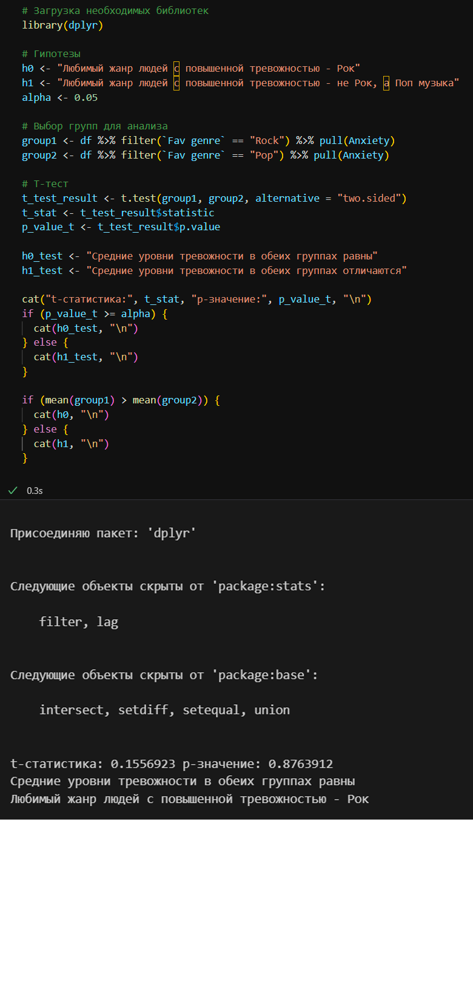 # Загрузка необходимых библиотек
library(dplyr)
# Гипотезы
h0 <- "Любимый жанр людей с повышенной тревожностью - Рок"
h1 <- "Любимый жанр людей с повышенной тревожностью - не Рок, а Поп музыка"
alpha <- 0.05
# Выбор групп для анализа
group1 <- df %>% filter(`Fav genre` == "Rock") %>% pull(Anxiety)
group2 <- df %>% filter(`Fav genre` == "Pop") %>% pull(Anxiety)
# Т-тест
t_test_result <- t.test(group1, group2, alternative = "two.sided")
t_stat <- t_test_result$statistic
p_value_t <- t_test_result$p.value
h0_test <- "Средние уровни тревожности в обеих группах равны"
h1_test <- "Средние уровни тревожности в обеих группах отличаются"
cat("t-статистика:", t_stat, "p-значение:", p_value_t, "\n")
if (p_value_t >= alpha) {
cat(h0_test, "\n")
} else {
cat(h1_test, "\n")
}
if (mean(group1) > mean(group2)) {
cat(h0, "\n")
} else {
cat(h1, "\n")
}
0.3s
Присоединяю пакет: 'dplyr'
Следующие объекты скрыты от 'package:stats':
filter, lag
Следующие объекты скрыты от 'package:base':
intersect, setdiff, setequal, union
t-статистика: 0.1556923 p-значение: 0.8763912
Средние уровни тревожности в обеих группах равны
Любимый жанр людей с повышенной тревожностью - Рок